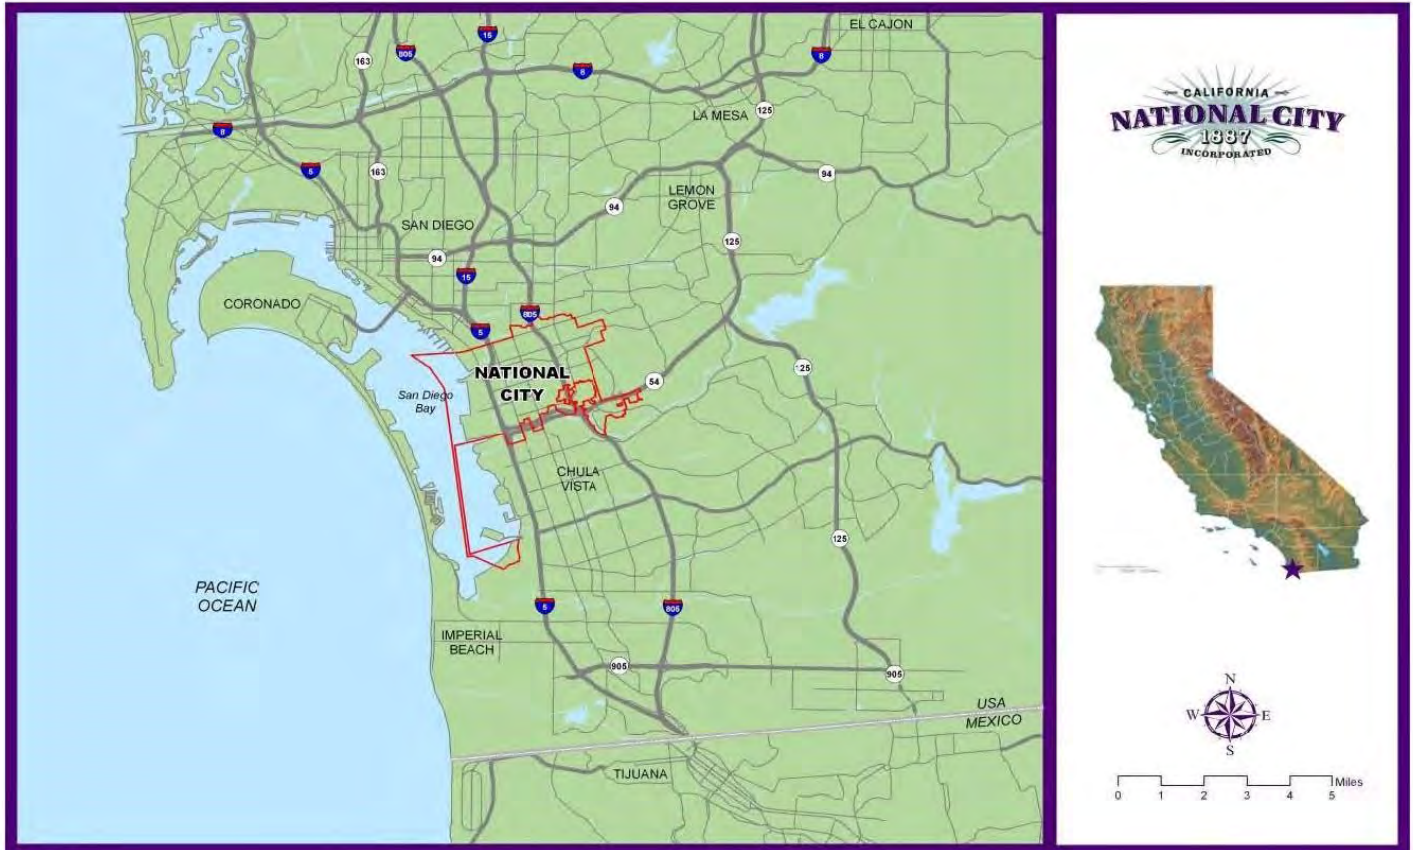 EL CAJON
15
163
805
8
8
125
LA MESA
8
5
163
94
LEMON
GROVE
94
SAN DIEGO
125
94
15
CORONADO
805
5
NATIONAL
CITY
125
54
San Diego
Bay
CHULA
VISTA
125
PACIFIC
OCEAN
5
805
IMPERIAL
BEACH
905
905
USA
MEXICO
TIJUANA
CALIFORNIA
NATIONAL CITY
1887
INCORPORATED
N
W E
S
Miles
0 1 2 3 4 5